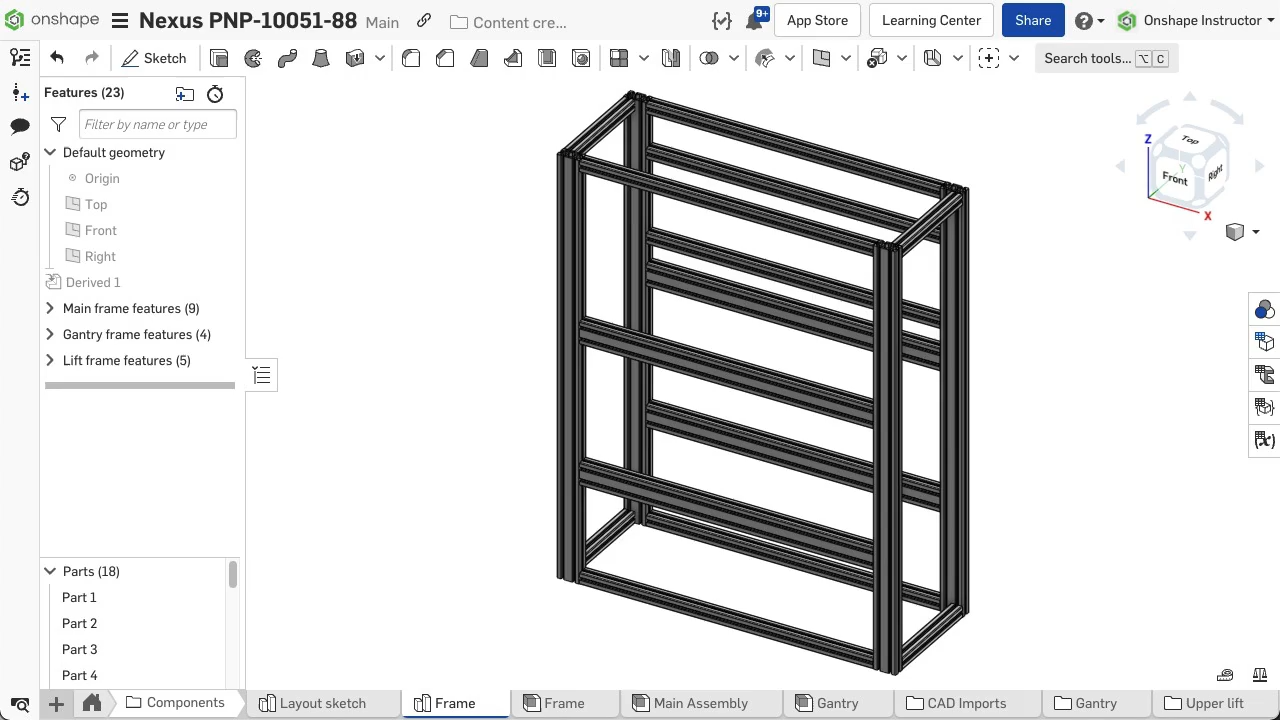 onshape Nexus PNP-10051-88 Main Content cre... 9+ App Store Learning Center Share Onshape Instructor
Sketch Search tools... ⌥ C
Features (23)
Filter by name or type
Default geometry
Origin
Top
Front
Right
Derived 1
Main frame features (9)
Gantry frame features (4)
Lift frame features (5)
Z
Top
Y
Front Right
X
(x)
Parts (18)
Part 1
Part 2
Part 3
Part 4
Components Layout sketch Frame Frame Main Assembly Gantry CAD Imports Gantry Upper lift